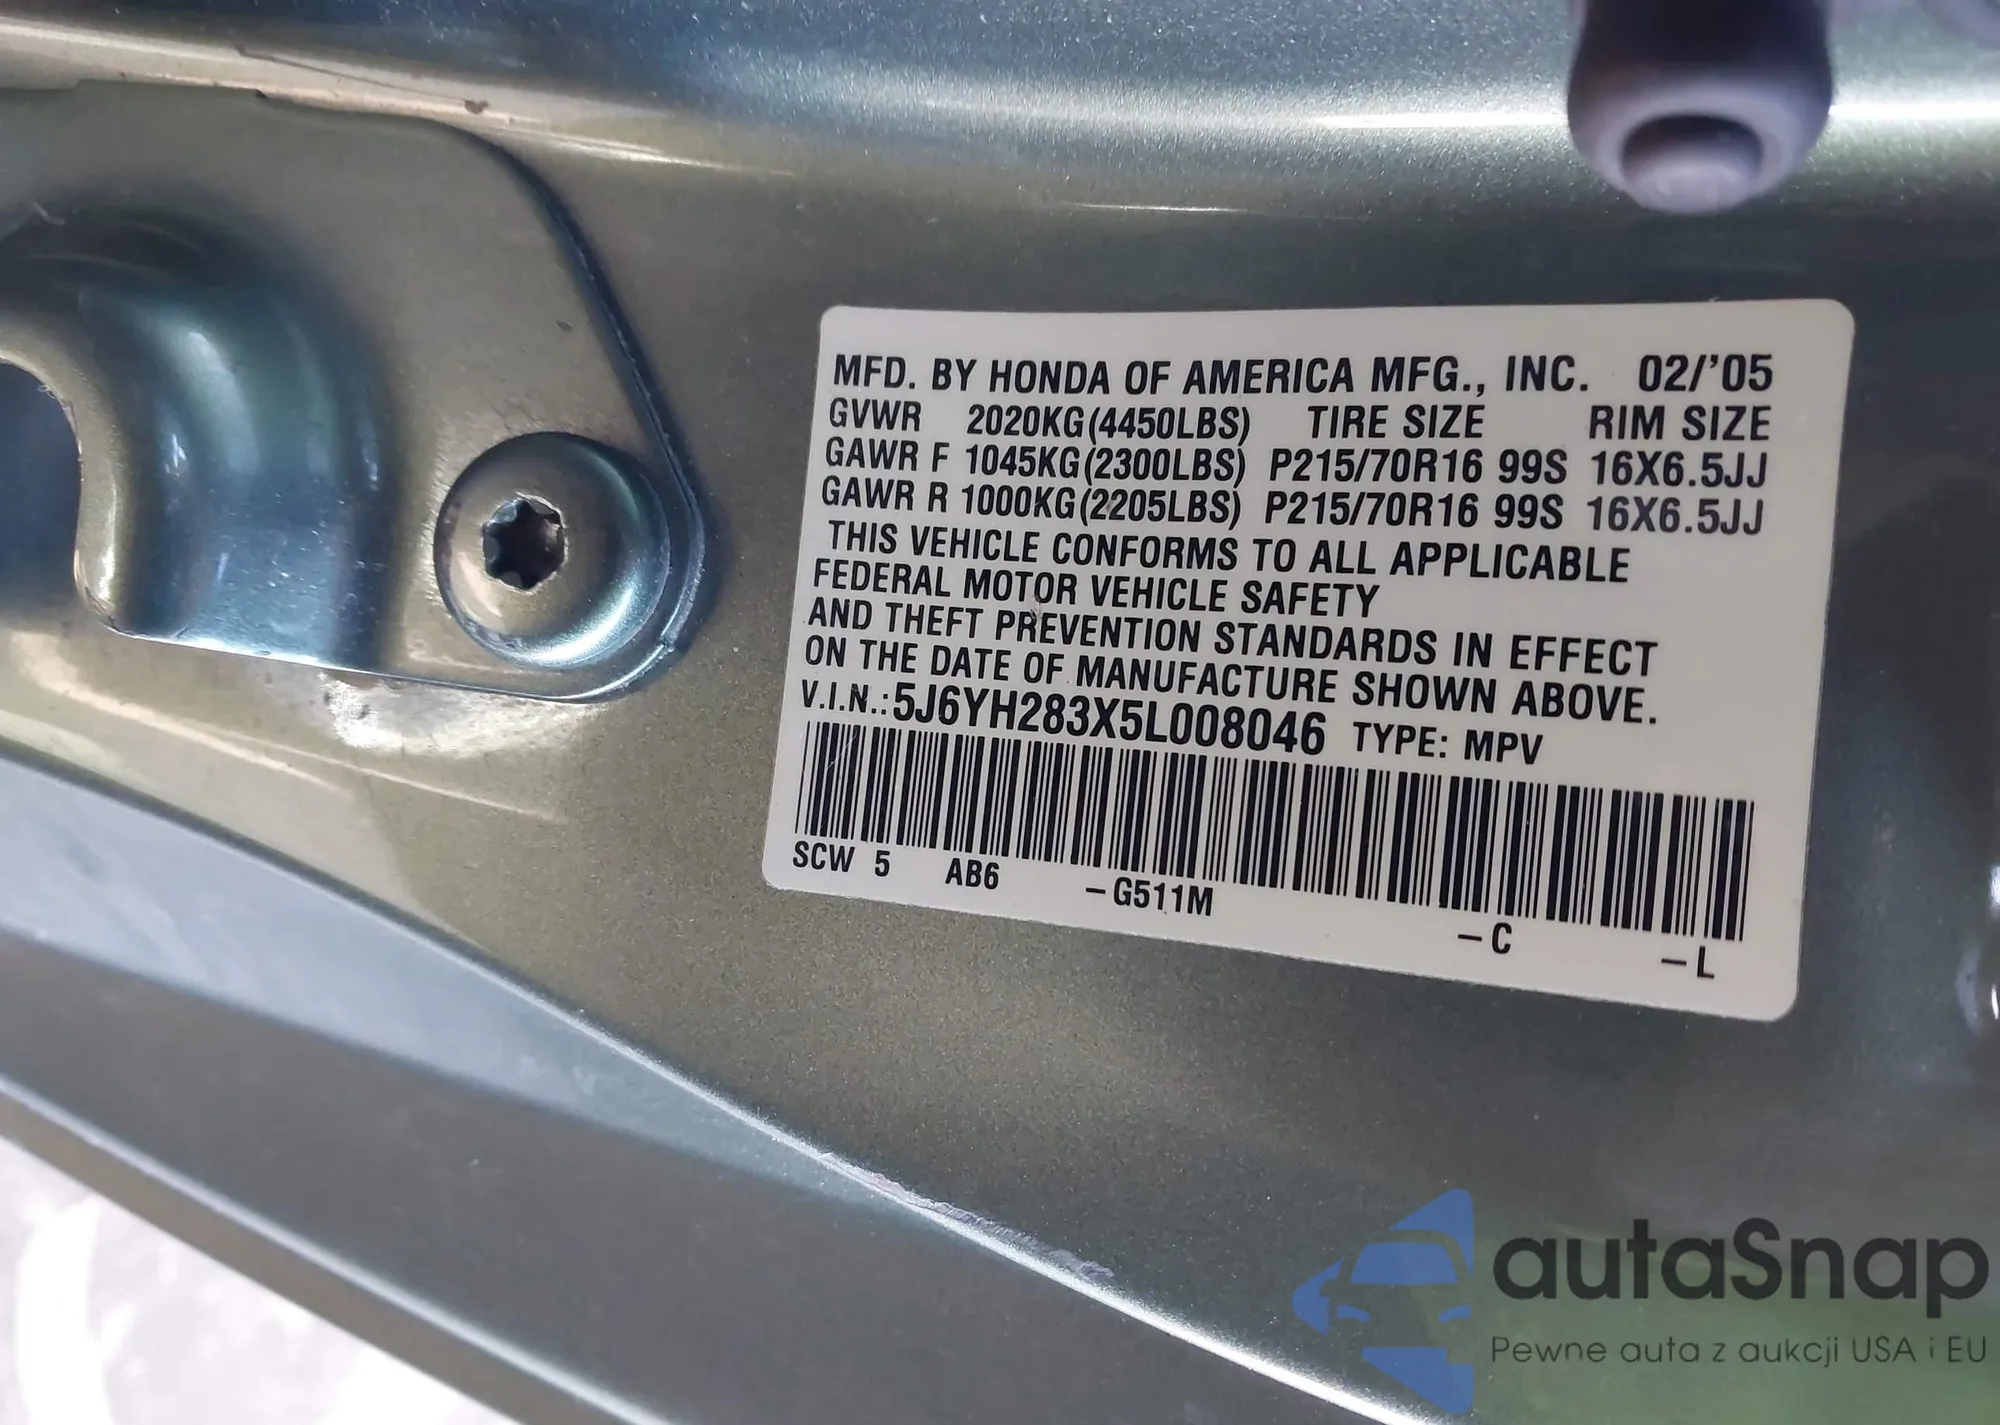 MFD. BY HONDA OF AMERICA MFG., INC. 02/'05
GVWR 2020KG(4450LBS) TIRE SIZE RIM SIZE
GAWR F 1045KG(2300LBS) P215/70R16 99S 16X6.5JJ
GAWR R 1000KG(2205LBS) P215/70R16 99S 16X6.5JJ
THIS VEHICLE CONFORMS TO ALL APPLICABLE
FEDERAL MOTOR VEHICLE SAFETY
AND THEFT PREVENTION STANDARDS IN EFFECT
ON THE DATE OF MANUFACTURE SHOWN ABOVE.
V.I.N.: 5J6YH283X5L008046 TYPE: MPV
SCW 5 AB6 -G511M -C -L
autaSnap
Pewne auta z aukcji USA i EU